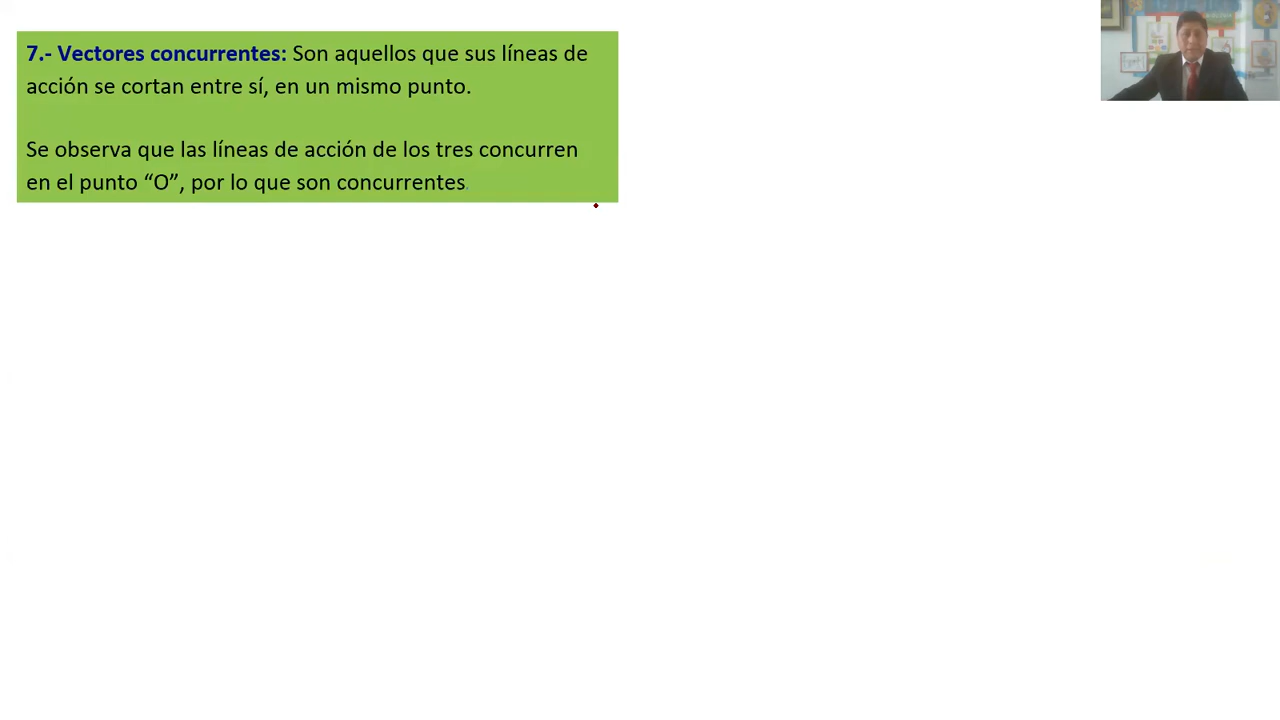 7.- Vectores concurrentes: Son aquellos que sus líneas de
acción se cortan entre sí, en un mismo punto.
Se observa que las líneas de acción de los tres concurren
en el punto “O”, por lo que son concurrentes.